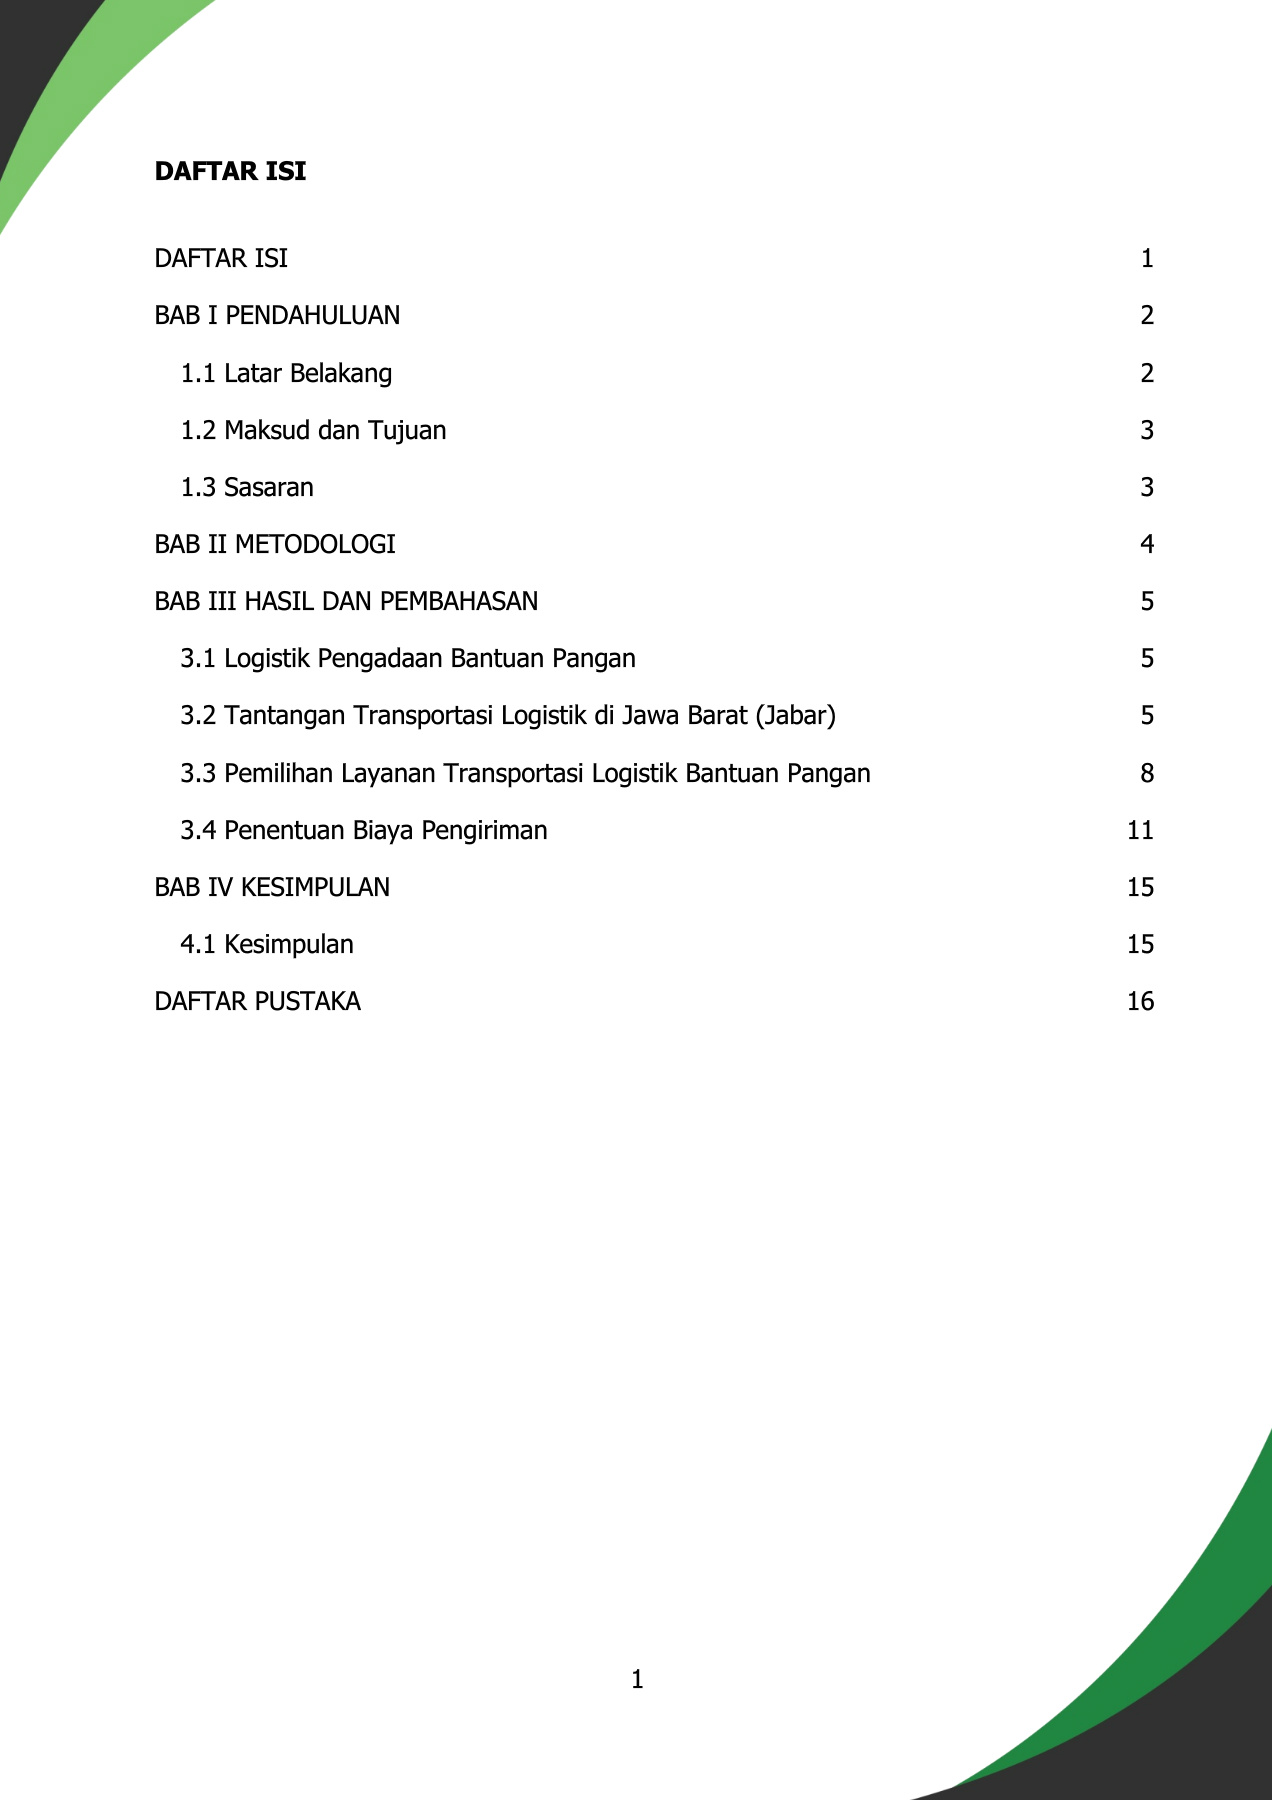 DAFTAR ISI
DAFTAR ISI 1
BAB I PENDAHULUAN 2
1.1 Latar Belakang 2
1.2 Maksud dan Tujuan 3
1.3 Sasaran 3
BAB II METODOLOGI 4
BAB III HASIL DAN PEMBAHASAN 5
3.1 Logistik Pengadaan Bantuan Pangan 5
3.2 Tantangan Transportasi Logistik di Jawa Barat (Jabar) 5
3.3 Pemilihan Layanan Transportasi Logistik Bantuan Pangan 8
3.4 Penentuan Biaya Pengiriman 11
BAB IV KESIMPULAN 15
4.1 Kesimpulan 15
DAFTAR PUSTAKA 16
1